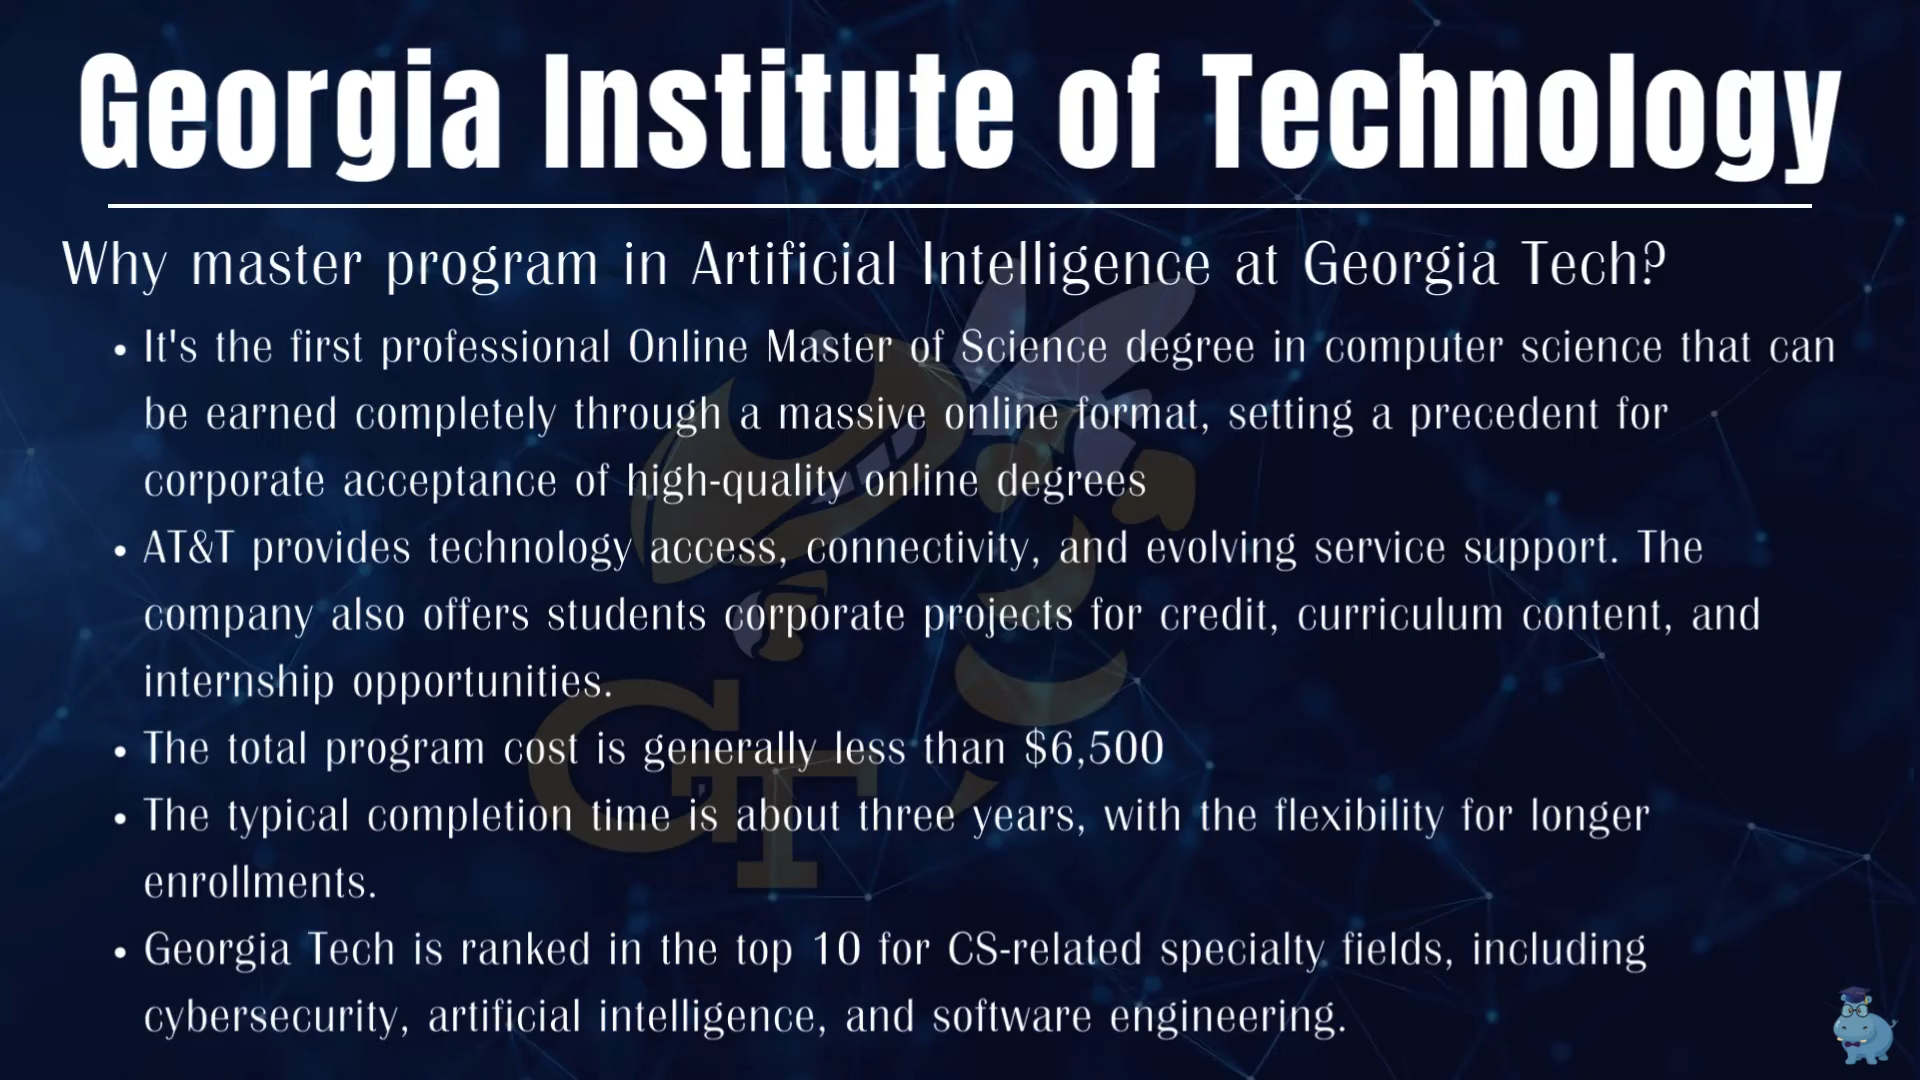 Georgia Institute of Technology
Why master program in Artificial Intelligence at Georgia Tech?
• It's the first professional Online Master of Science degree in computer science that can
be earned completely through a massive online format, setting a precedent for
corporate acceptance of high-quality online degrees
• AT&T provides technology access, connectivity, and evolving service support. The
company also offers students corporate projects for credit, curriculum content, and
internship opportunities.
• The total program cost is generally less than $6,500
• The typical completion time is about three years, with the flexibility for longer
enrollments.
• Georgia Tech is ranked in the top 10 for CS-related specialty fields, including
cybersecurity, artificial intelligence, and software engineering.
GT